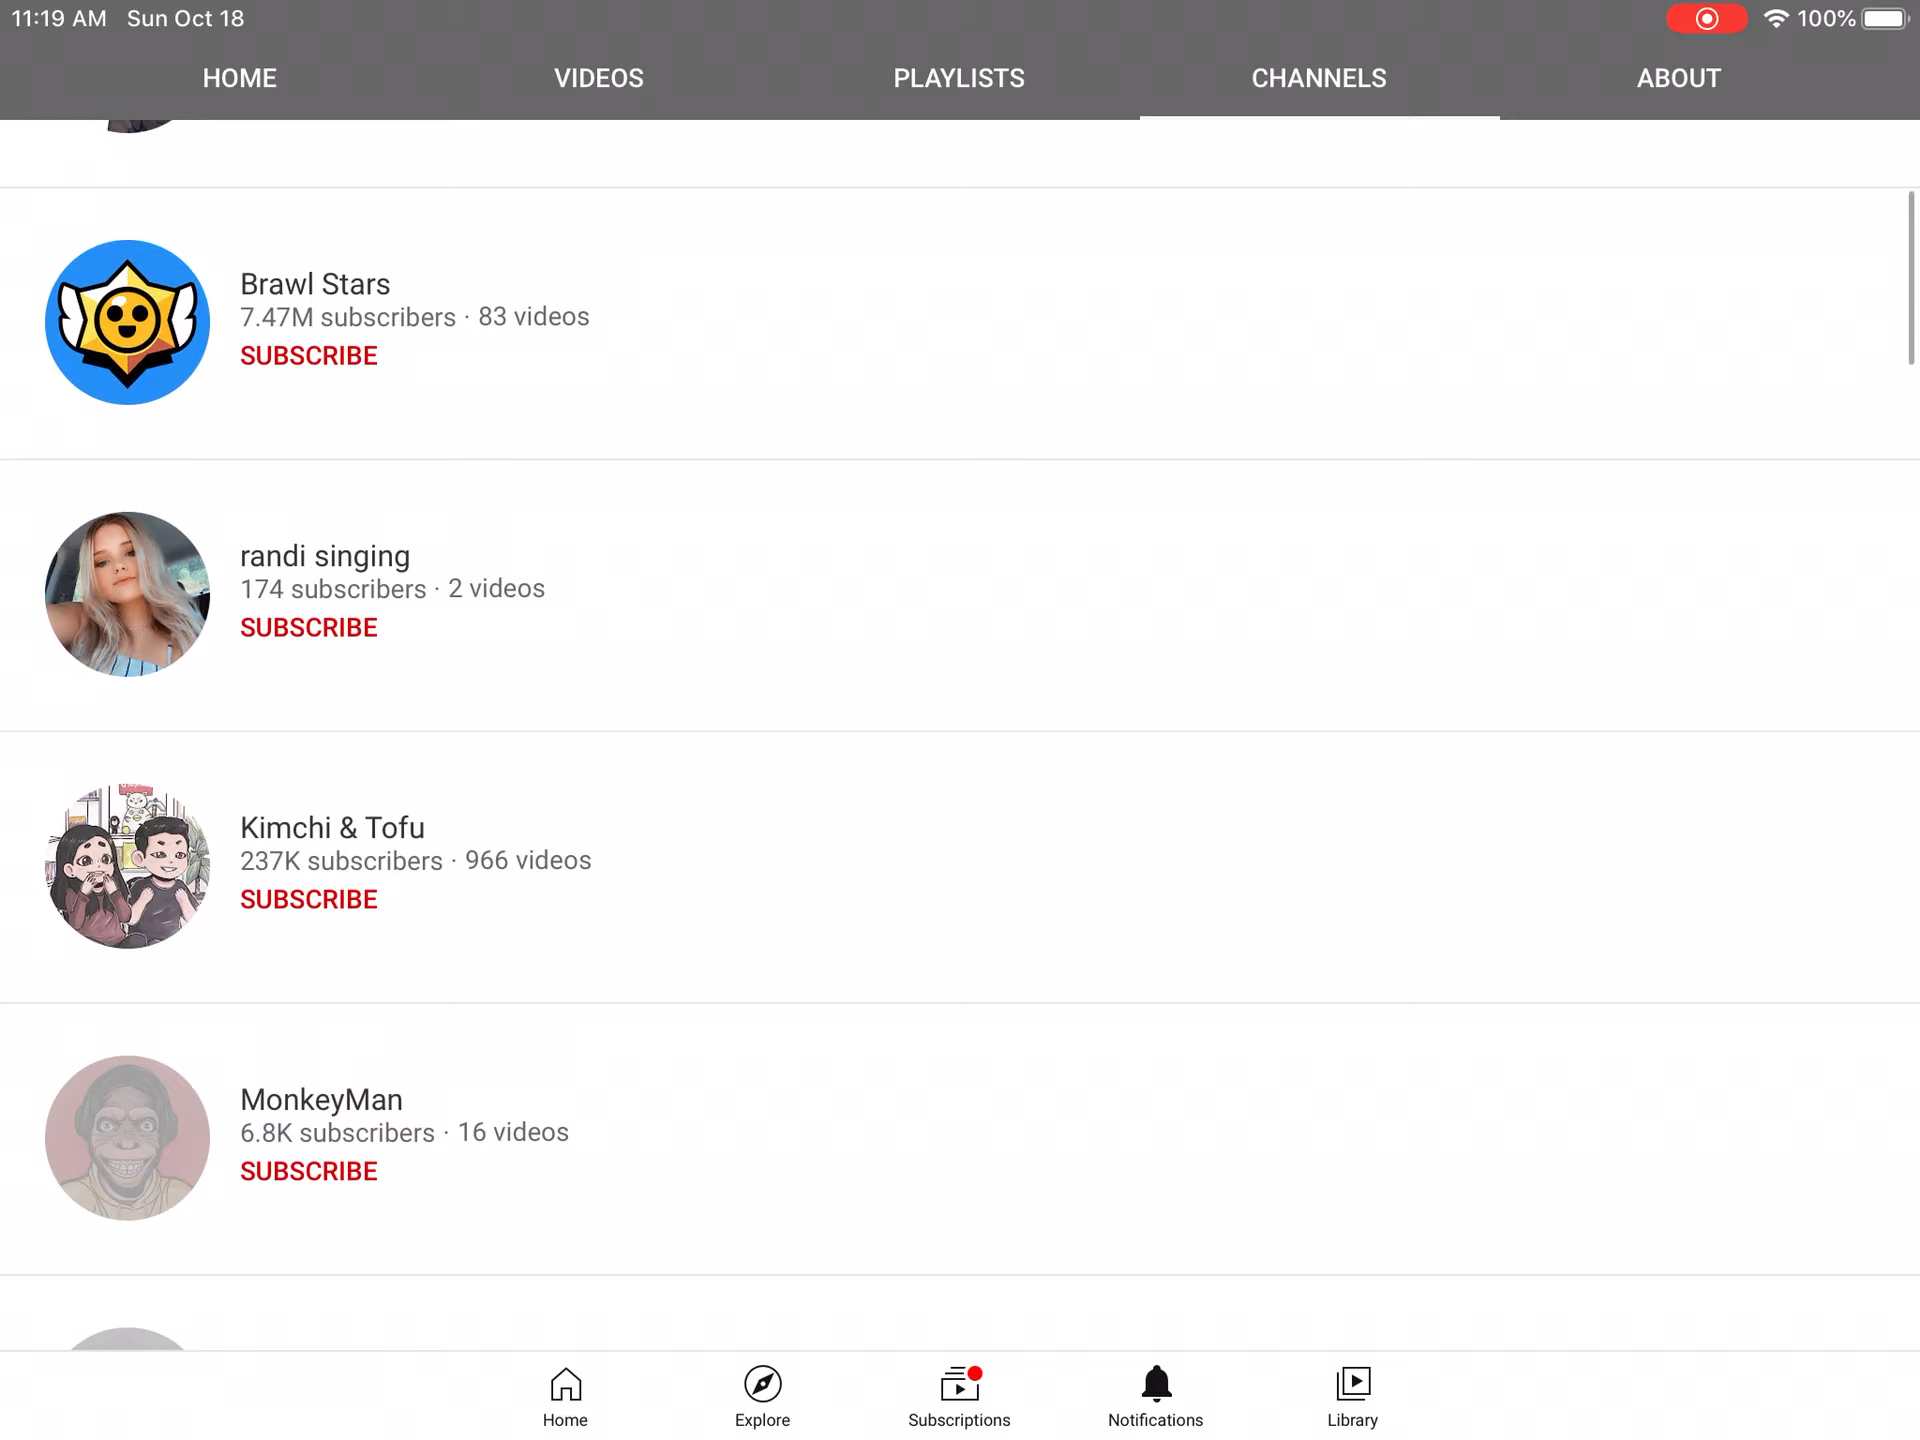 11:19 AM Sun Oct 18
100%
HOME
VIDEOS
PLAYLISTS
CHANNELS
ABOUT
Brawl Stars
7.47M subscribers · 83 videos
SUBSCRIBE
randi singing
174 subscribers · 2 videos
SUBSCRIBE
Kimchi & Tofu
237K subscribers · 966 videos
SUBSCRIBE
MonkeyMan
6.8K subscribers · 16 videos
SUBSCRIBE
Home
Explore
Subscriptions
Notifications
Library